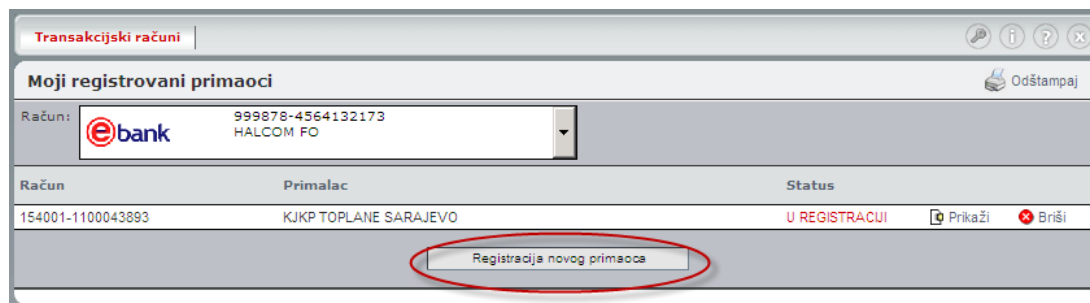 Transakcijski računi
Moji registrovani primaoci
Odštampaj
Račun:
ebank
999878-4564132173
HALCOM FO
Račun Primalac Status
154001-1100043893 KJKP TOPLANE SARAJEVO U REGISTRACIJI Prikaži Briši
Registracija novog primaoca